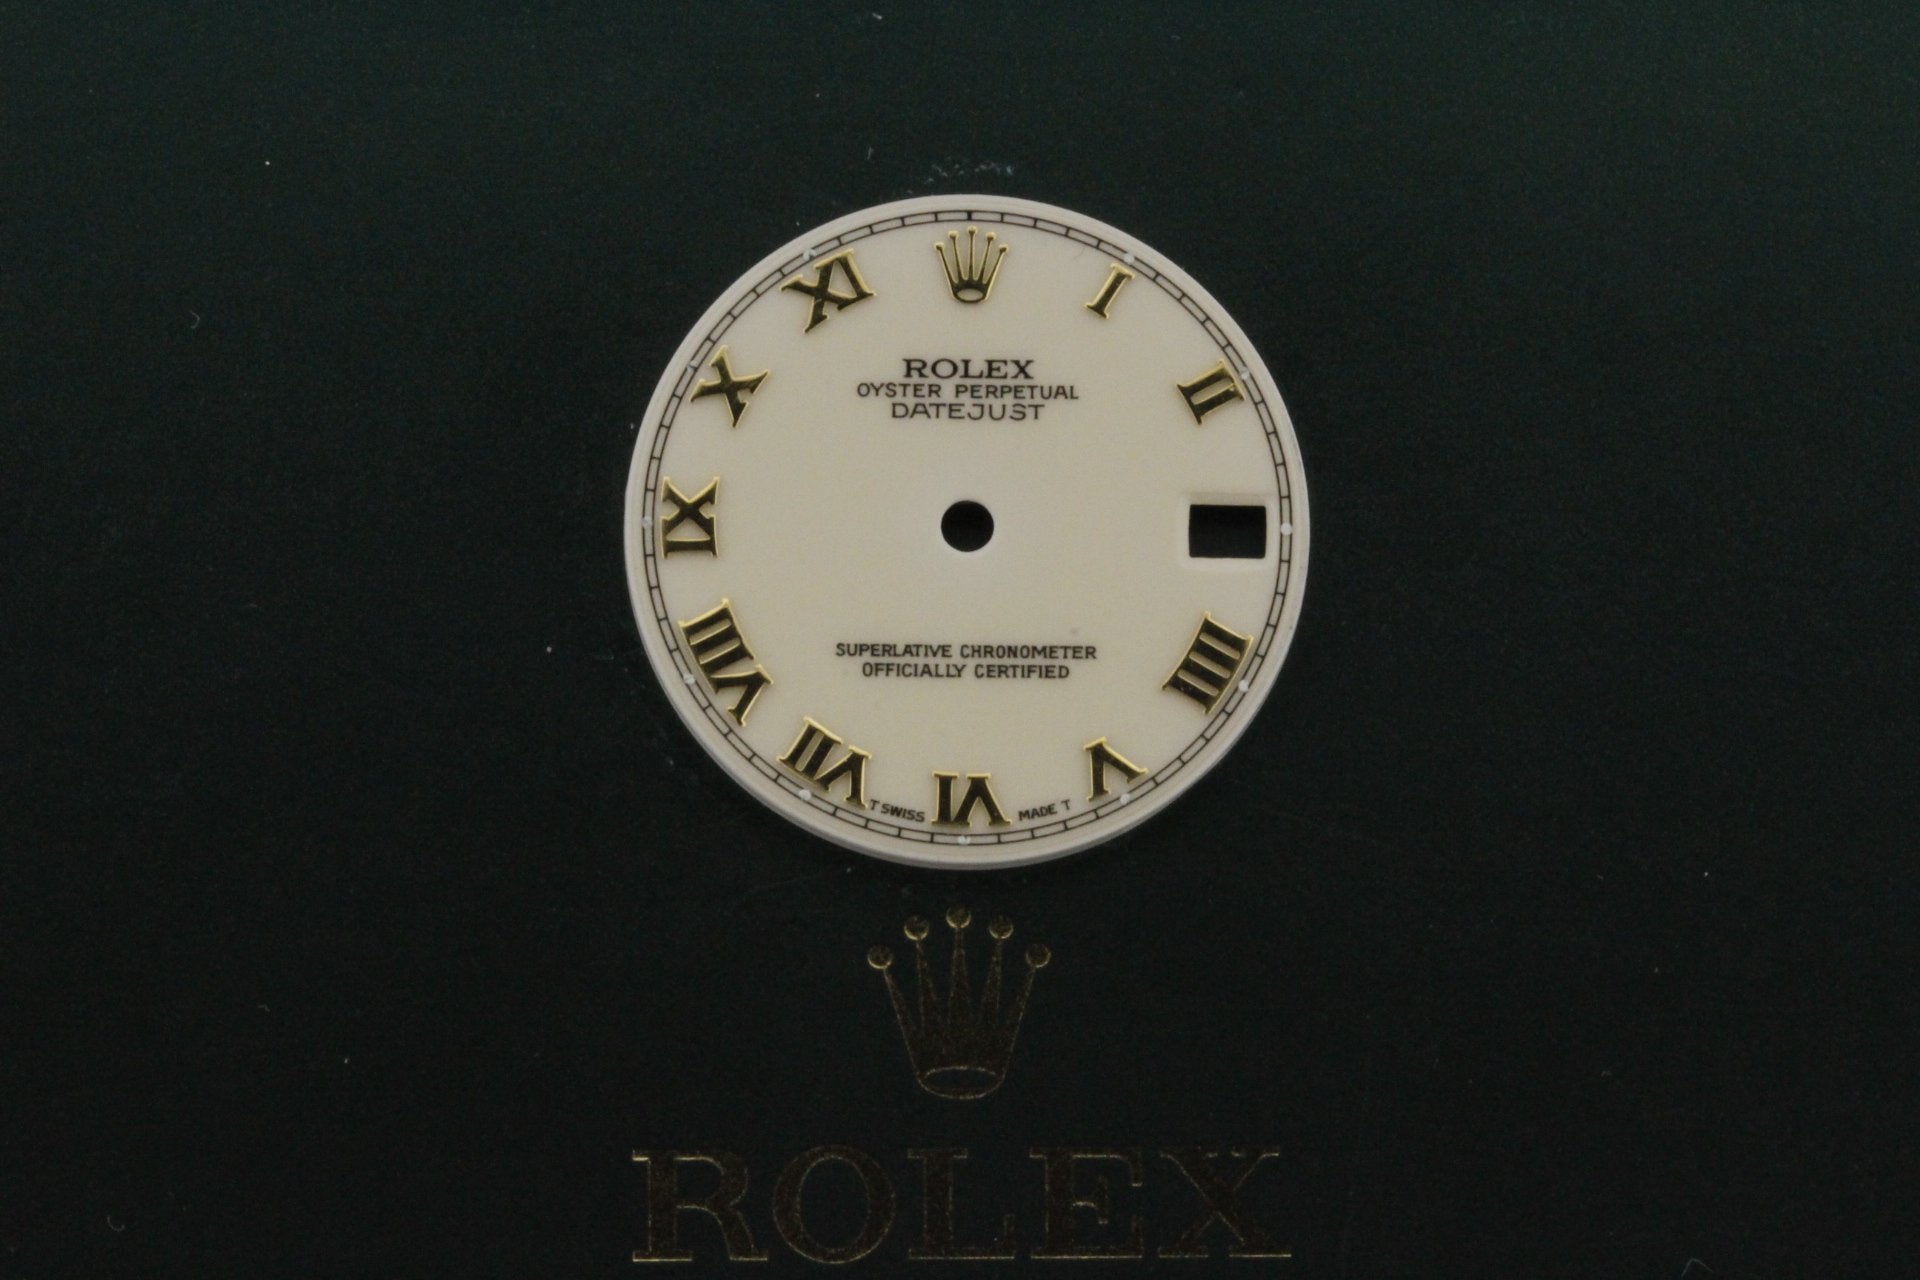 XI
I
X
II
ROLEX
OYSTER PERPETUAL
DATEJUST
IX
VIII
IIII
SUPERLATIVE CHRONOMETER
OFFICIALLY CERTIFIED
VII
VI
V
T SWISS MADE T
ROLEX